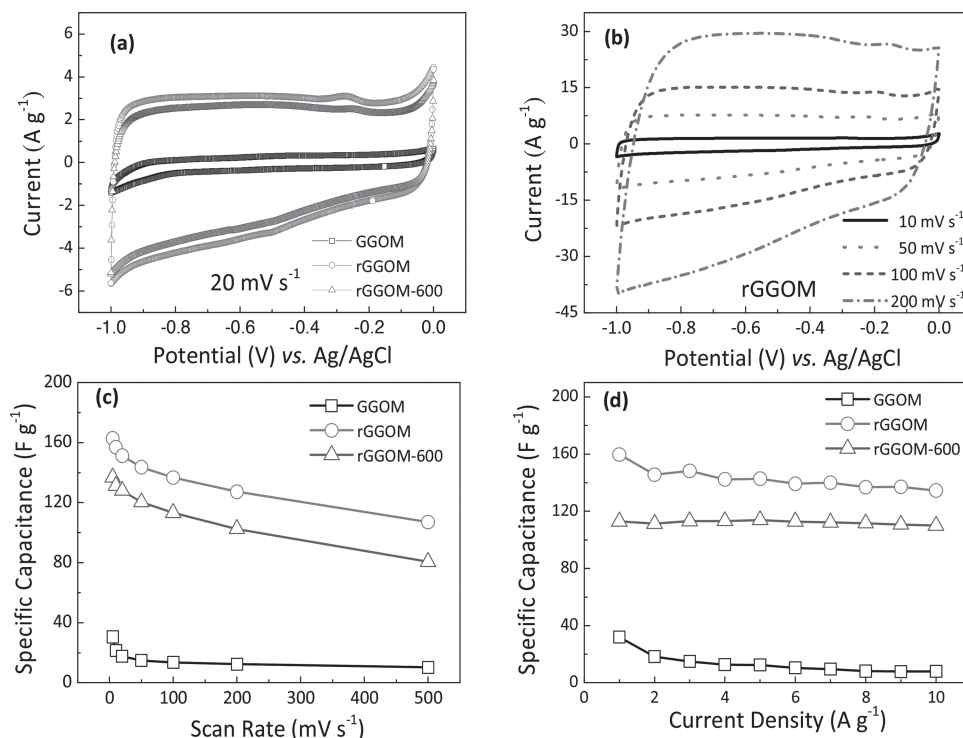 (a)
6
4
2
0
-2
-4
-6
Current (A g⁻¹)
GGOM
rGGOM
rGGOM-600
20 mV s⁻¹
-1.0 -0.8 -0.6 -0.4 -0.2 0.0
Potential (V) vs. Ag/AgCl
(b)
30
15
0
-15
-30
-45
Current (A g⁻¹)
10 mV s⁻¹
50 mV s⁻¹
100 mV s⁻¹
200 mV s⁻¹
rGGOM
-1.0 -0.8 -0.6 -0.4 -0.2 0.0
Potential (V) vs. Ag/AgCl
(c)
200
160
120
80
40
0
Specific Capacitance (F g⁻¹)
GGOM
rGGOM
rGGOM-600
0 100 200 300 400 500
Scan Rate (mV s⁻¹)
(d)
200
160
120
80
40
0
Specific Capacitance (F g⁻¹)
GGOM
rGGOM
rGGOM-600
0 2 4 6 8 10
Current Density (A g⁻¹)